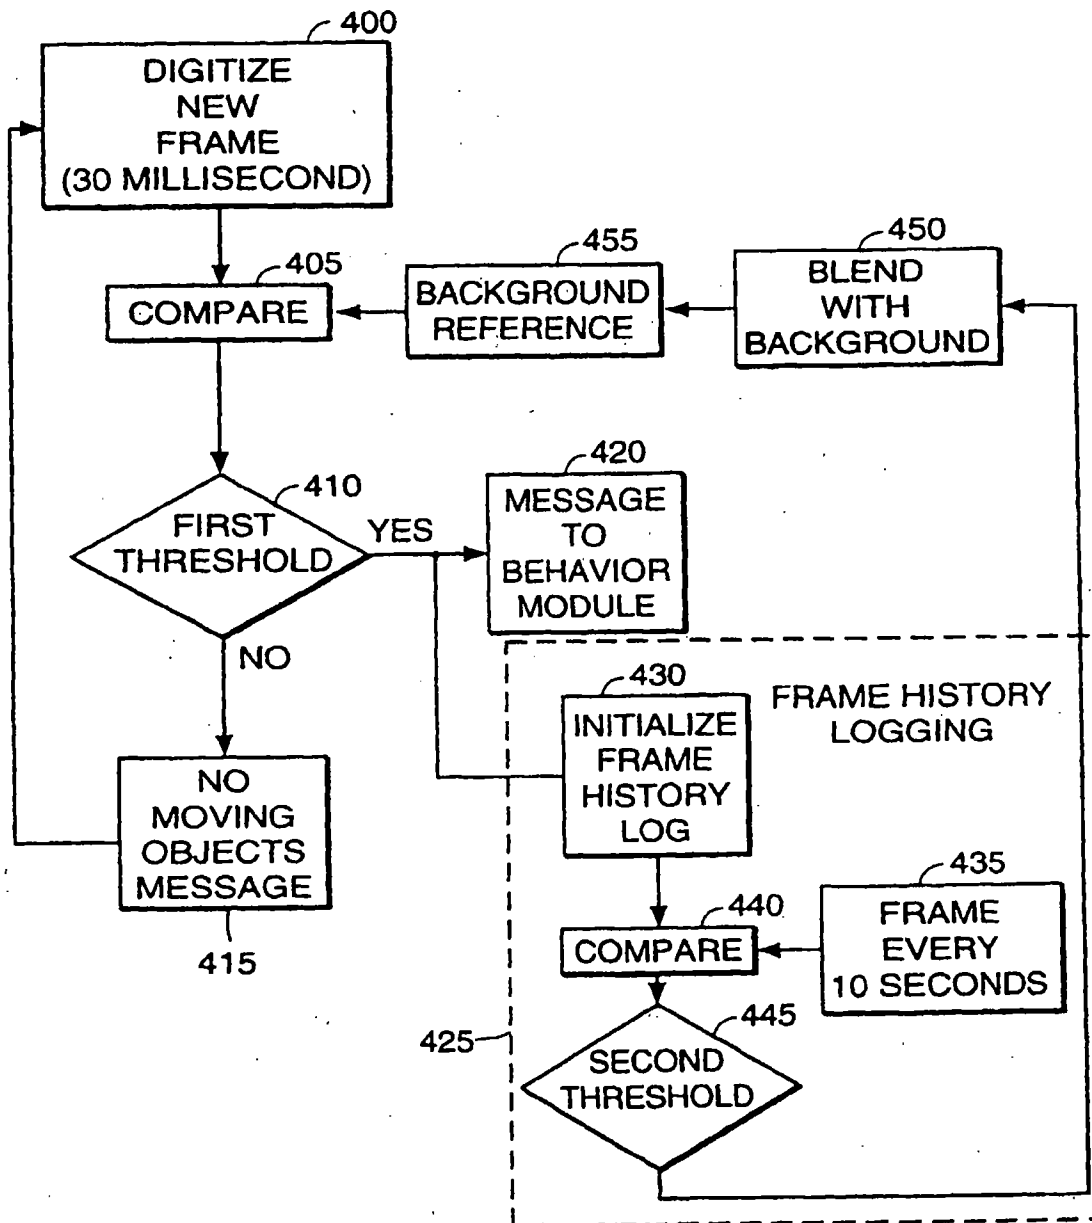 400
DIGITIZE
NEW
FRAME
(30 MILLISECOND)
405
COMPARE
455
BACKGROUND
REFERENCE
450
BLEND
WITH
BACKGROUND
410
FIRST
THRESHOLD
YES
NO
420
MESSAGE
TO
BEHAVIOR
MODULE
NO
MOVING
OBJECTS
MESSAGE
415
FRAME HISTORY
LOGGING
430
INITIALIZE
FRAME
HISTORY
LOG
435
FRAME
EVERY
10 SECONDS
440
COMPARE
445
SECOND
THRESHOLD
425